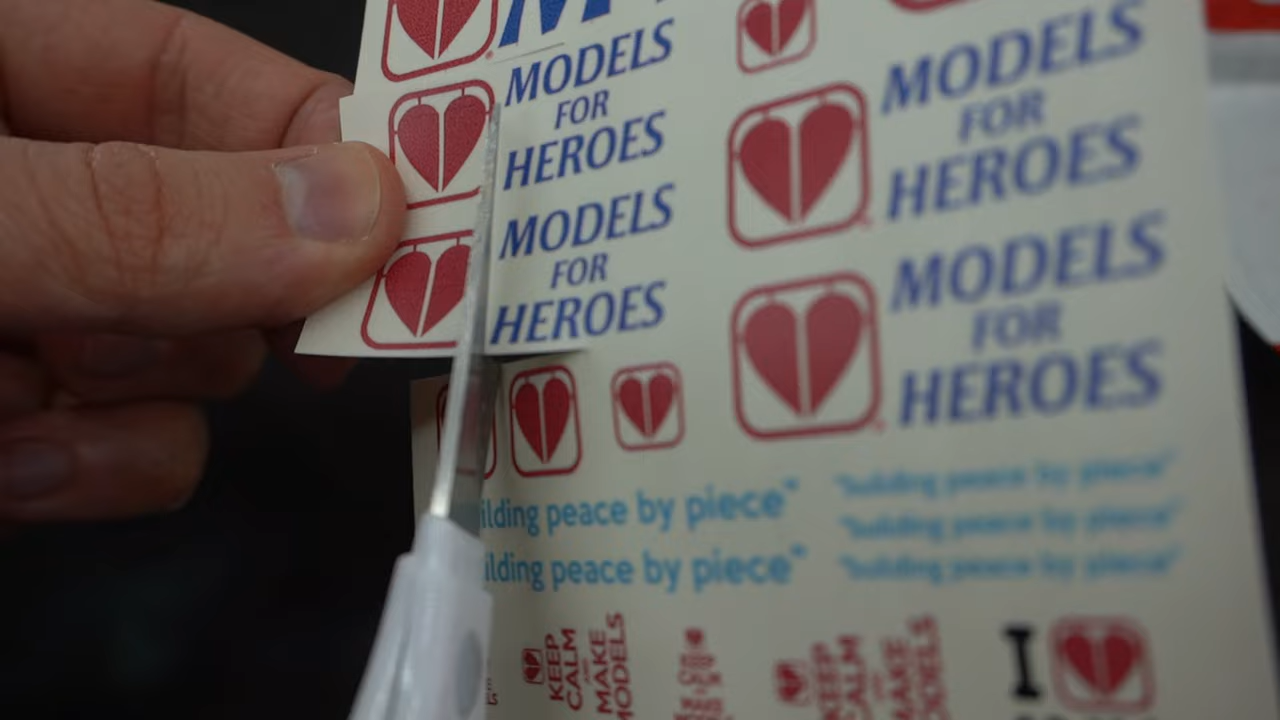 MODELS
FOR
HEROES
MODELS
FOR
HEROES
MODELS
FOR
HEROES
MODELS
FOR
HEROES
ilding peace by piece"
ilding peace by piece"
"building peace by piece"
"building peace by piece"
"building peace by piece"
KEEP
CALM
MAKE
MODELS
KEEP
CALM
MAKE
MODELS
I